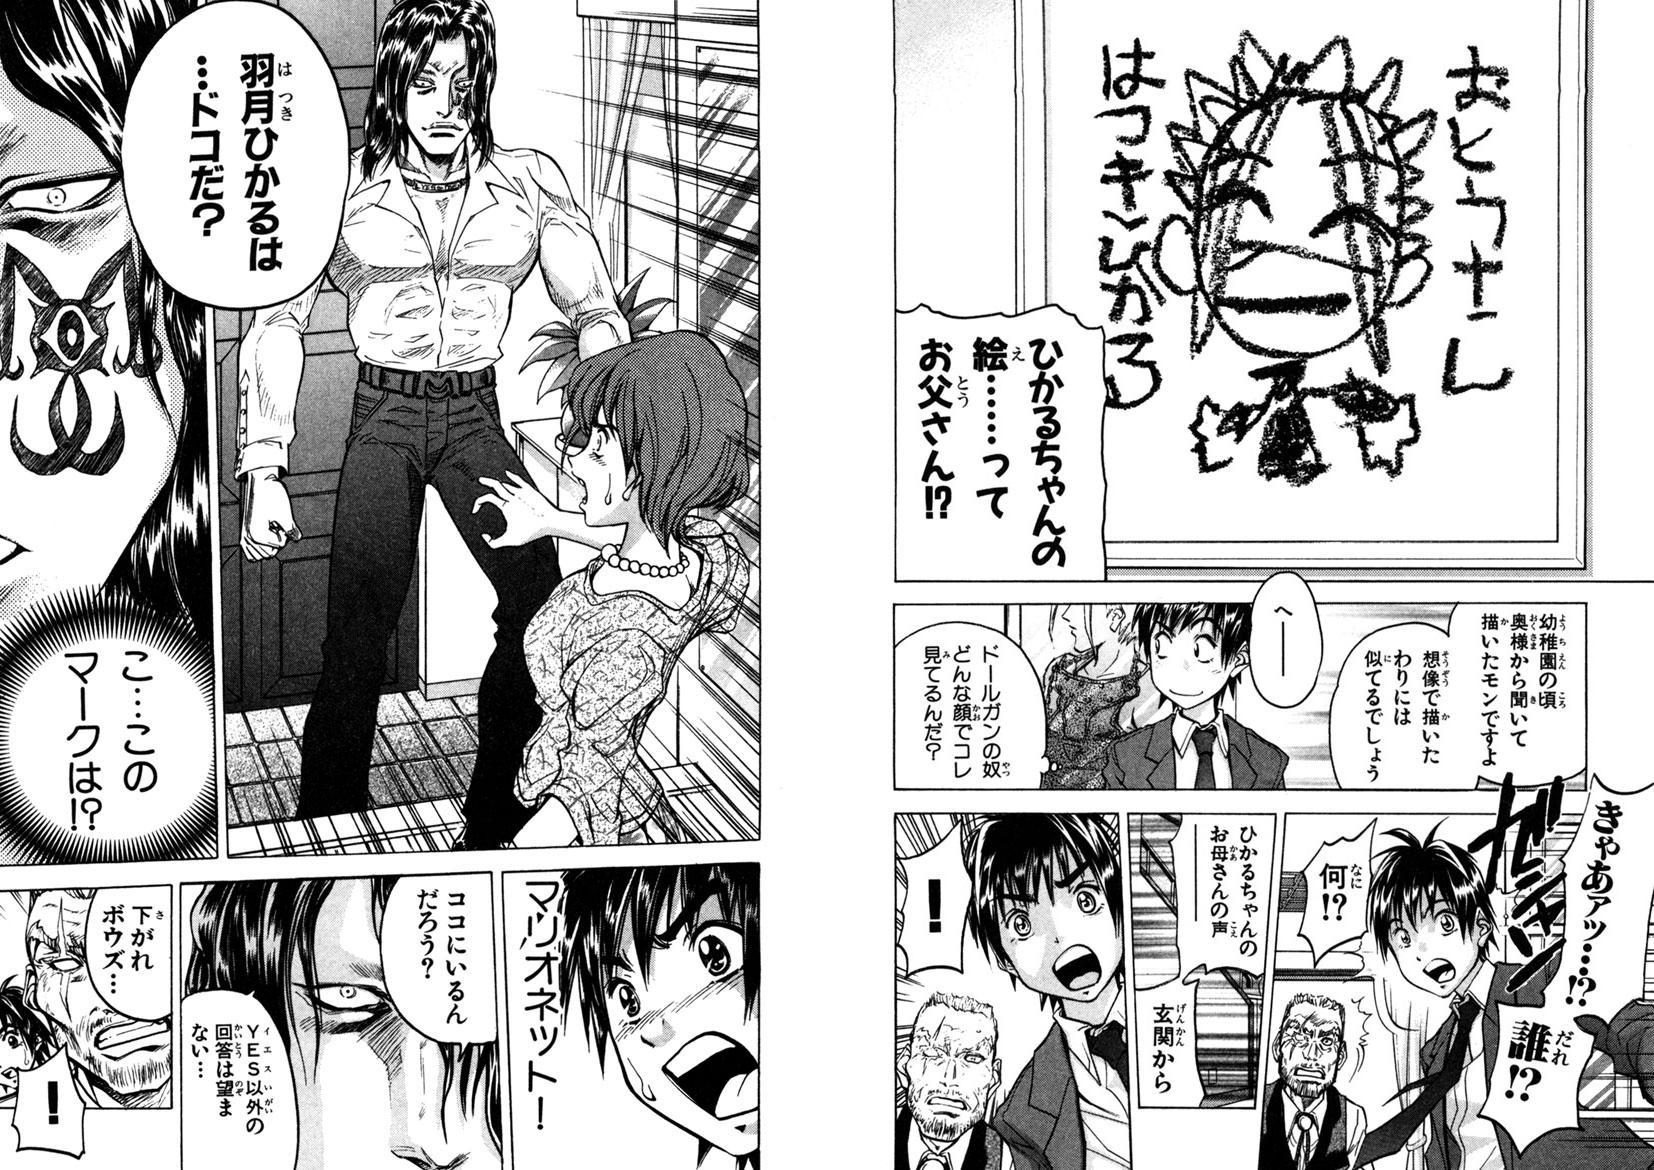 おとうさん
はつきひかる
ひかるちゃんの
絵………って
お父さん!?
幼稚園の頃
奥様から聞いて
描いたモンですよ
想像で描いた
わりには
似てるでしょう
へ——
ドールガンの奴
どんな顔でコレ
見てるんだ?
きゃあァッ……!?
誰!?
何!?
ひかるちゃんの
お母さんの声
玄関から
!
羽月ひかるは
…ドコだ?
こ…この
マークは!?
マリオネット!
ココにいるん
だろう?
YES以外の
回答は望ま
ない…
下がれ
ボウズ…
!